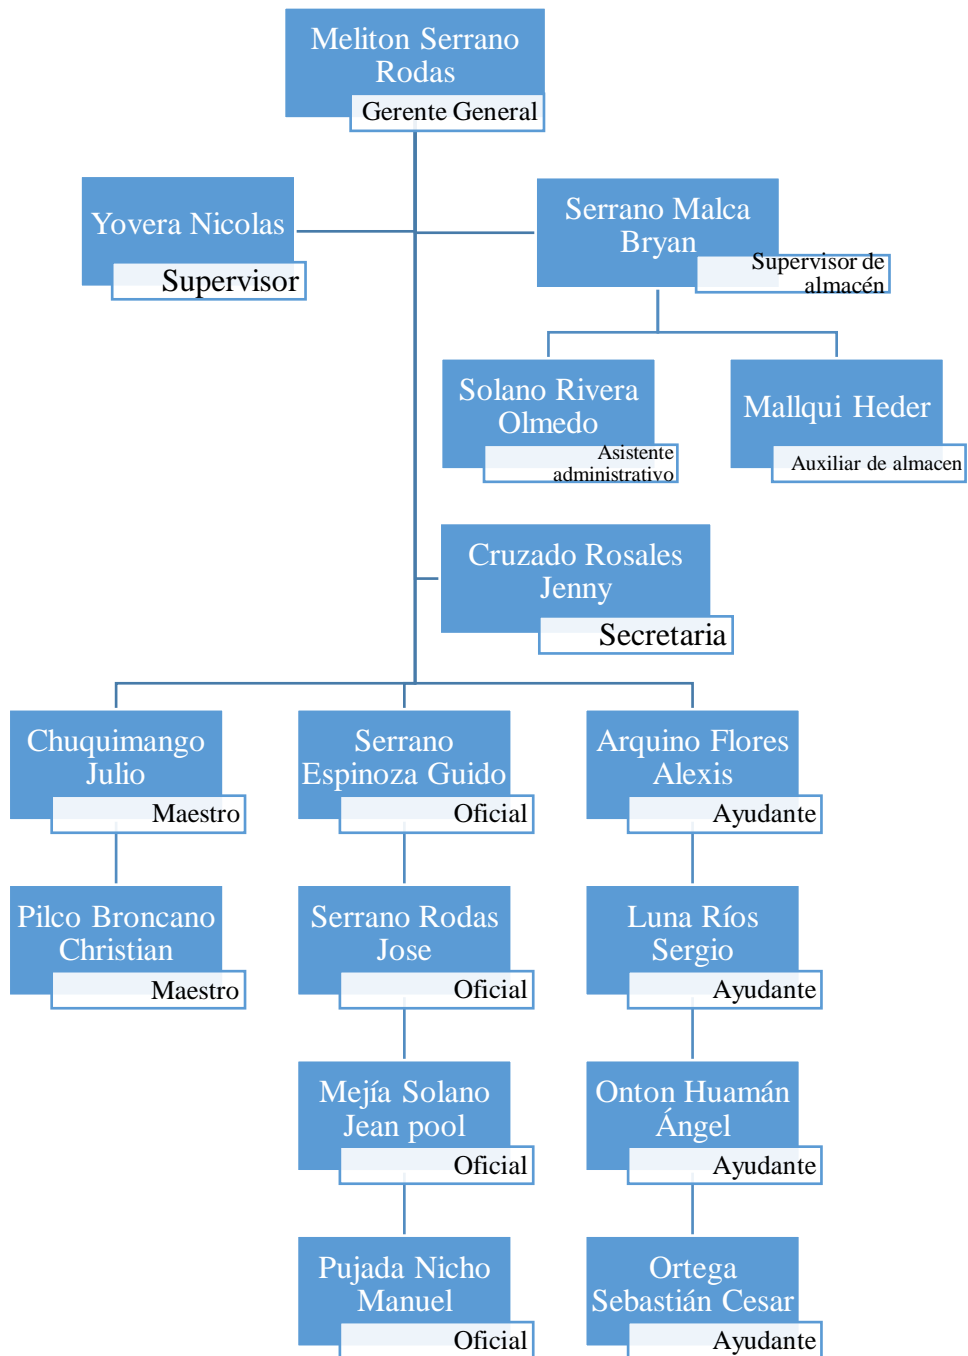 Meliton Serrano
Rodas
Gerente General
Yovera Nicolas
Supervisor
Serrano Malca
Bryan
Supervisor de
almacén
Solano Rivera
Olmedo
Asistente
administrativo
Mallqui Heder
Auxiliar de almacen
Cruzado Rosales
Jenny
Secretaria
Chuquimango
Julio
Maestro
Serrano
Espinoza Guido
Oficial
Arquino Flores
Alexis
Ayudante
Pilco Broncano
Christian
Maestro
Serrano Rodas
Jose
Oficial
Luna Ríos
Sergio
Ayudante
Mejía Solano
Jean pool
Oficial
Onton Huamán
Ángel
Ayudante
Pujada Nicho
Manuel
Oficial
Ortega
Sebastián Cesar
Ayudante